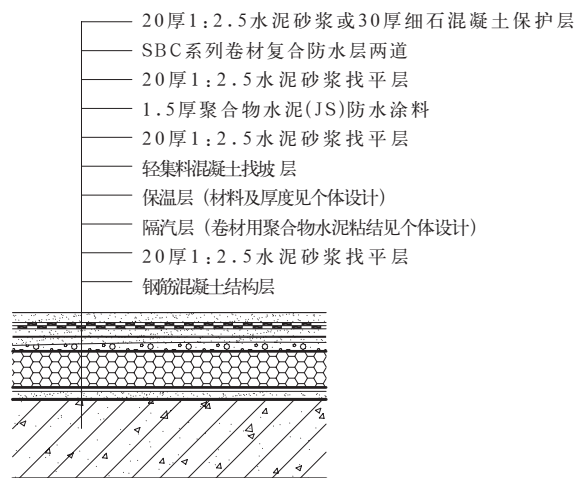 20厚1:2.5水泥砂浆或30厚细石混凝土保护层
SBC系列卷材复合防水层两道
20厚1:2.5水泥砂浆找平层
1.5厚聚合物水泥(JS)防水涂料
20厚1:2.5水泥砂浆找平层
轻集料混凝土找坡层
保温层（材料及厚度见个体设计）
隔汽层（卷材用聚合物水泥粘结见个体设计）
20厚1:2.5水泥砂浆找平层
钢筋混凝土结构层